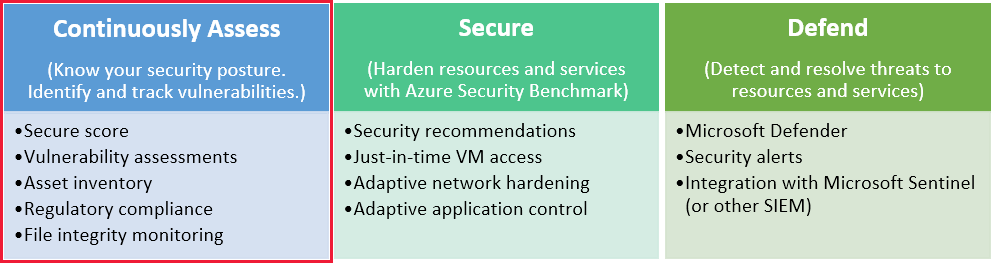 Continuously Assess
(Know your security posture.
Identify and track vulnerabilities.)
•Secure score
•Vulnerability assessments
•Asset inventory
•Regulatory compliance
•File integrity monitoring
Secure
(Harden resources and services
with Azure Security Benchmark)
•Security recommendations
•Just-in-time VM access
•Adaptive network hardening
•Adaptive application control
Defend
(Detect and resolve threats to
resources and services)
•Microsoft Defender
•Security alerts
•Integration with Microsoft Sentinel
(or other SIEM)